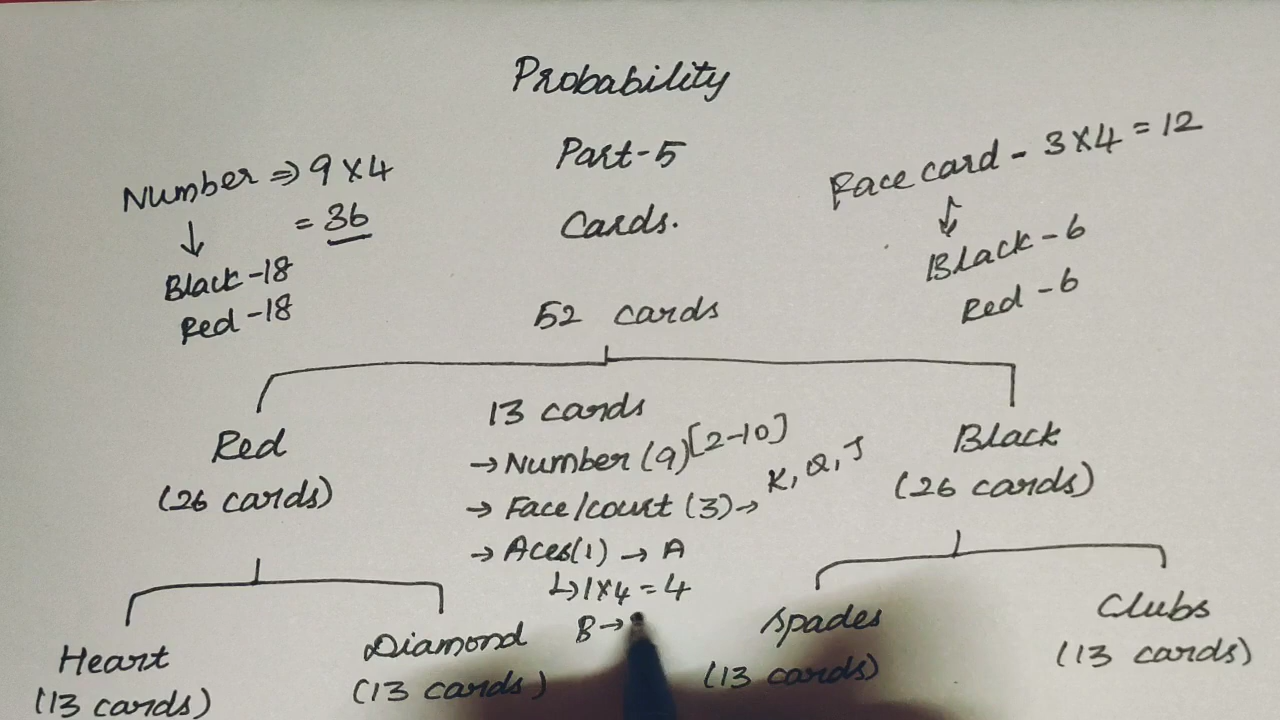 Probability
Part-5
Cards.
Number ⇒ 9 x 4
= 36
↓
Black - 18
Red - 18
Face card - 3 x 4 = 12
Black - 6
Red - 6
52 cards
Red
(26 cards)
13 cards
→ Number (9) [2-10]
→ Face/court (3) → K, Q, J
→ Aces(1) → A
↳ 1x4 = 4
B →
Black
(26 cards)
Heart
(13 cards)
Diamond
(13 cards)
Spades
(13 cards)
Clubs
(13 cards)